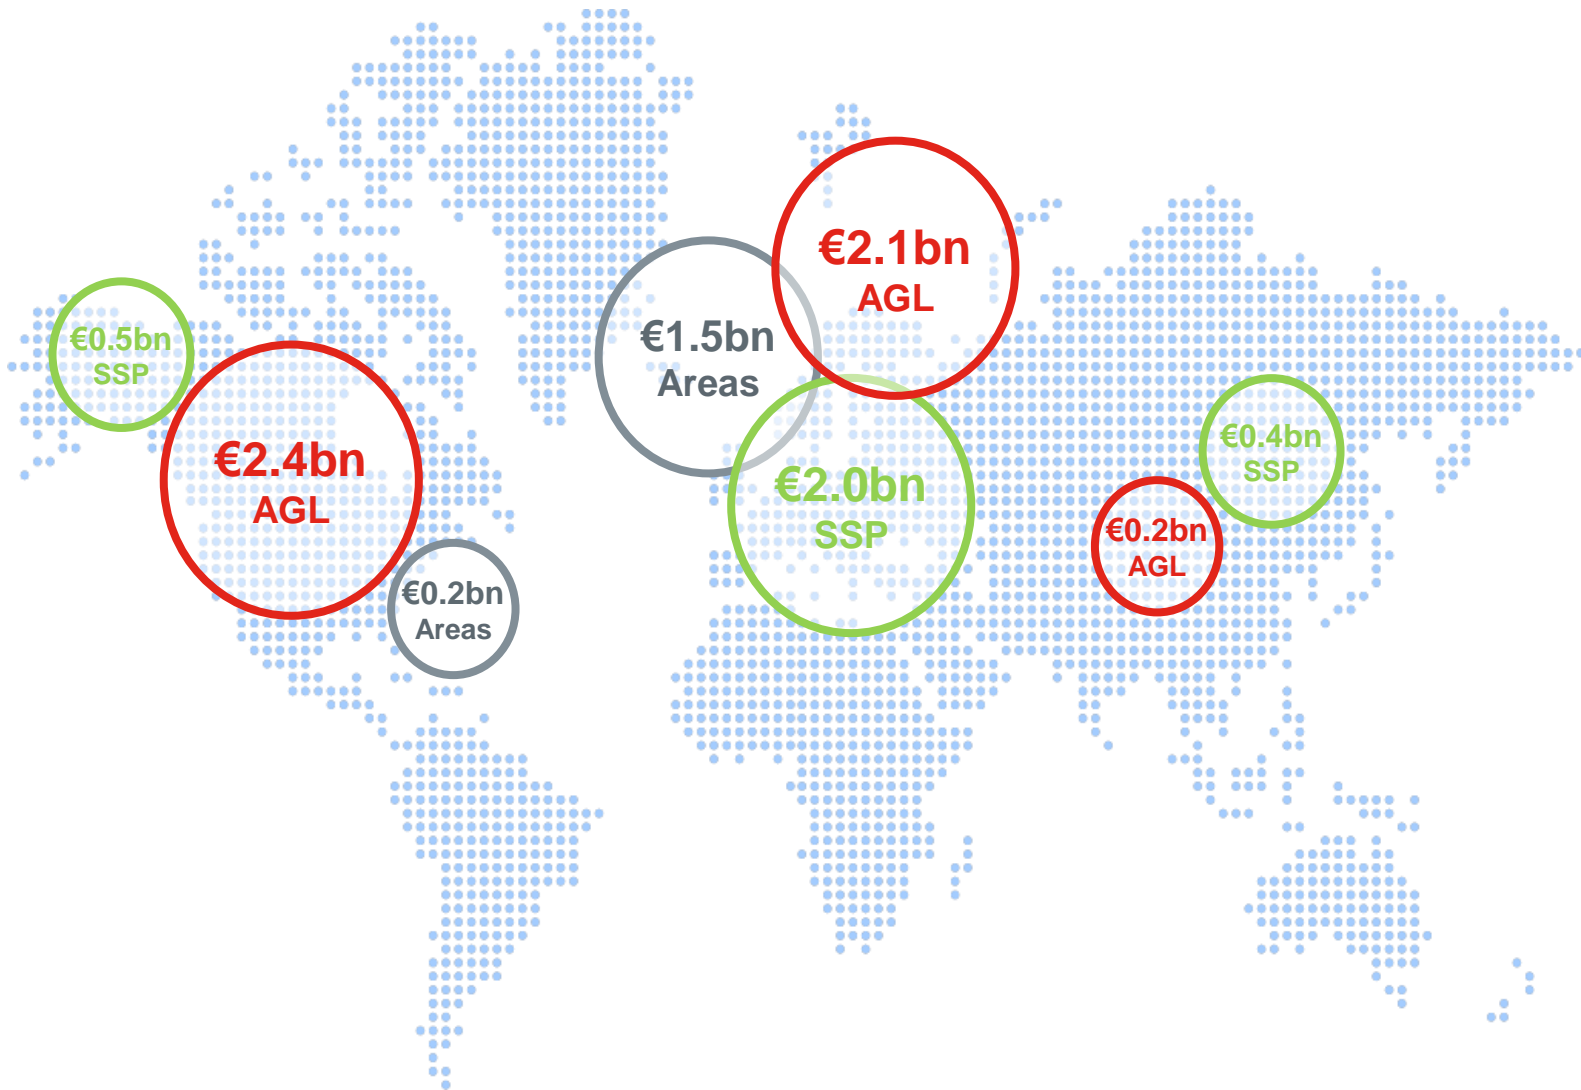 €2.1bn
AGL
€1.5bn
Areas
€0.5bn
SSP
€2.4bn
AGL
€2.0bn
SSP
€0.4bn
SSP
€0.2bn
AGL
€0.2bn
Areas